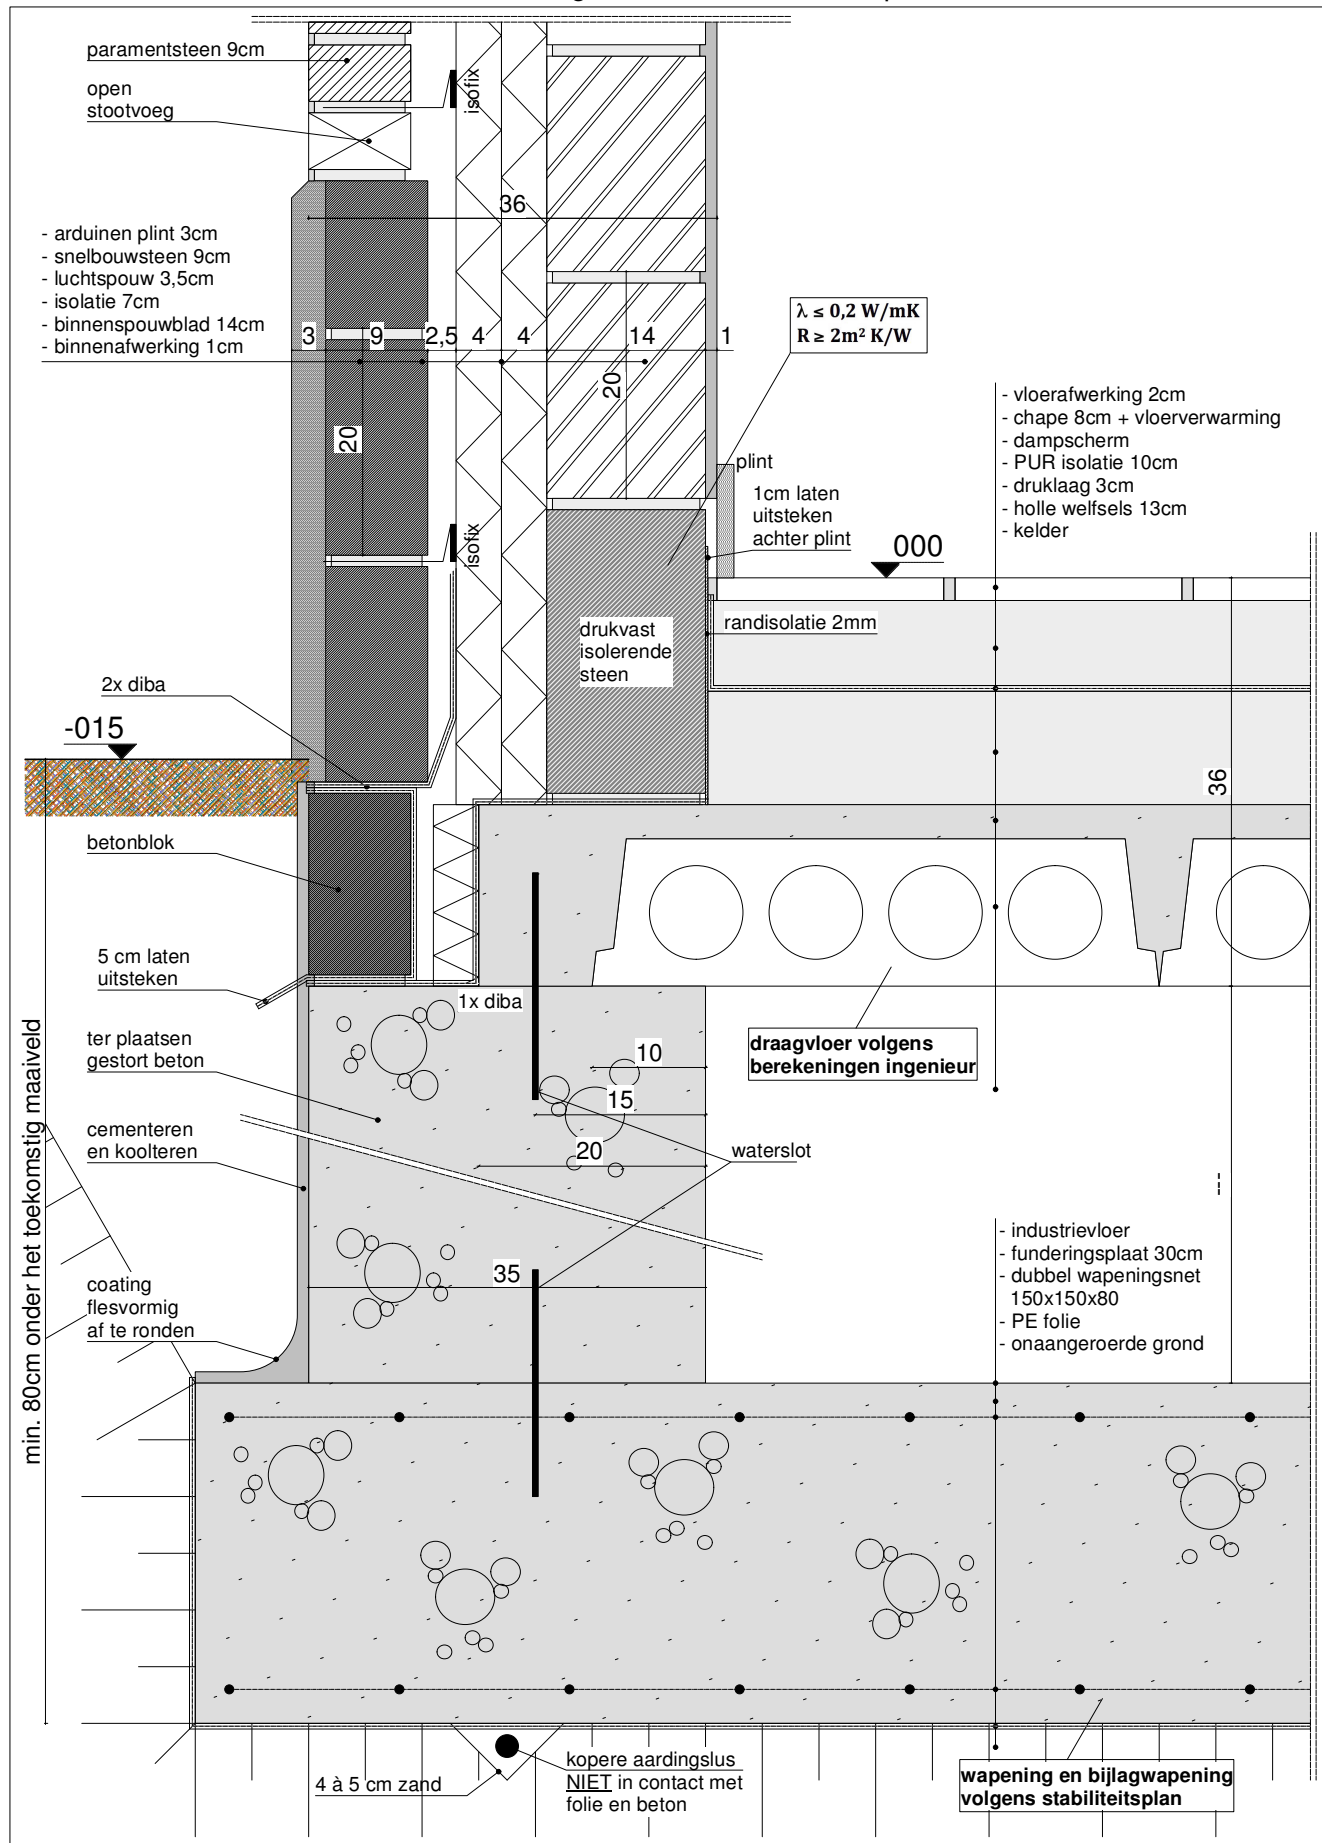 paramentsteen 9cm
open
stootvoeg
isofix
36
- arduinen plint 3cm
- snelbouwsteen 9cm
- luchtspouw 3,5cm
- isolatie 7cm
- binnenspouwblad 14cm
- binnenafwerking 1cm
λ ≤ 0,2 W/mK
R ≥ 2m² K/W
3
9
2,5
4
4
14
1
20
20
- vloerafwerking 2cm
- chape 8cm + vloerverwarming
- dampscherm
- PUR isolatie 10cm
- druklaag 3cm
- holle welfsels 13cm
- kelder
plint
1cm laten
uitsteken
achter plint
000
isofix
drukvast
isolerende
steen
randisolatie 2mm
2x diba
-015
36
betonblok
5 cm laten
uitsteken
1x diba
ter plaatsen
gestort beton
draagvloer volgens
berekeningen ingenieur
10
15
20
cementeren
en koolteren
waterslot
min. 80cm onder het toekomstig maaiveld
- industrievloer
- funderingsplaat 30cm
- dubbel wapeningsnet
150x150x80
- PE folie
- onaangeroerde grond
35
coating
flesvormig
af te ronden
4 à 5 cm zand
kopere aardingslus
NIET in contact met
folie en beton
wapening en bijlagwapening
volgens stabiliteitsplan